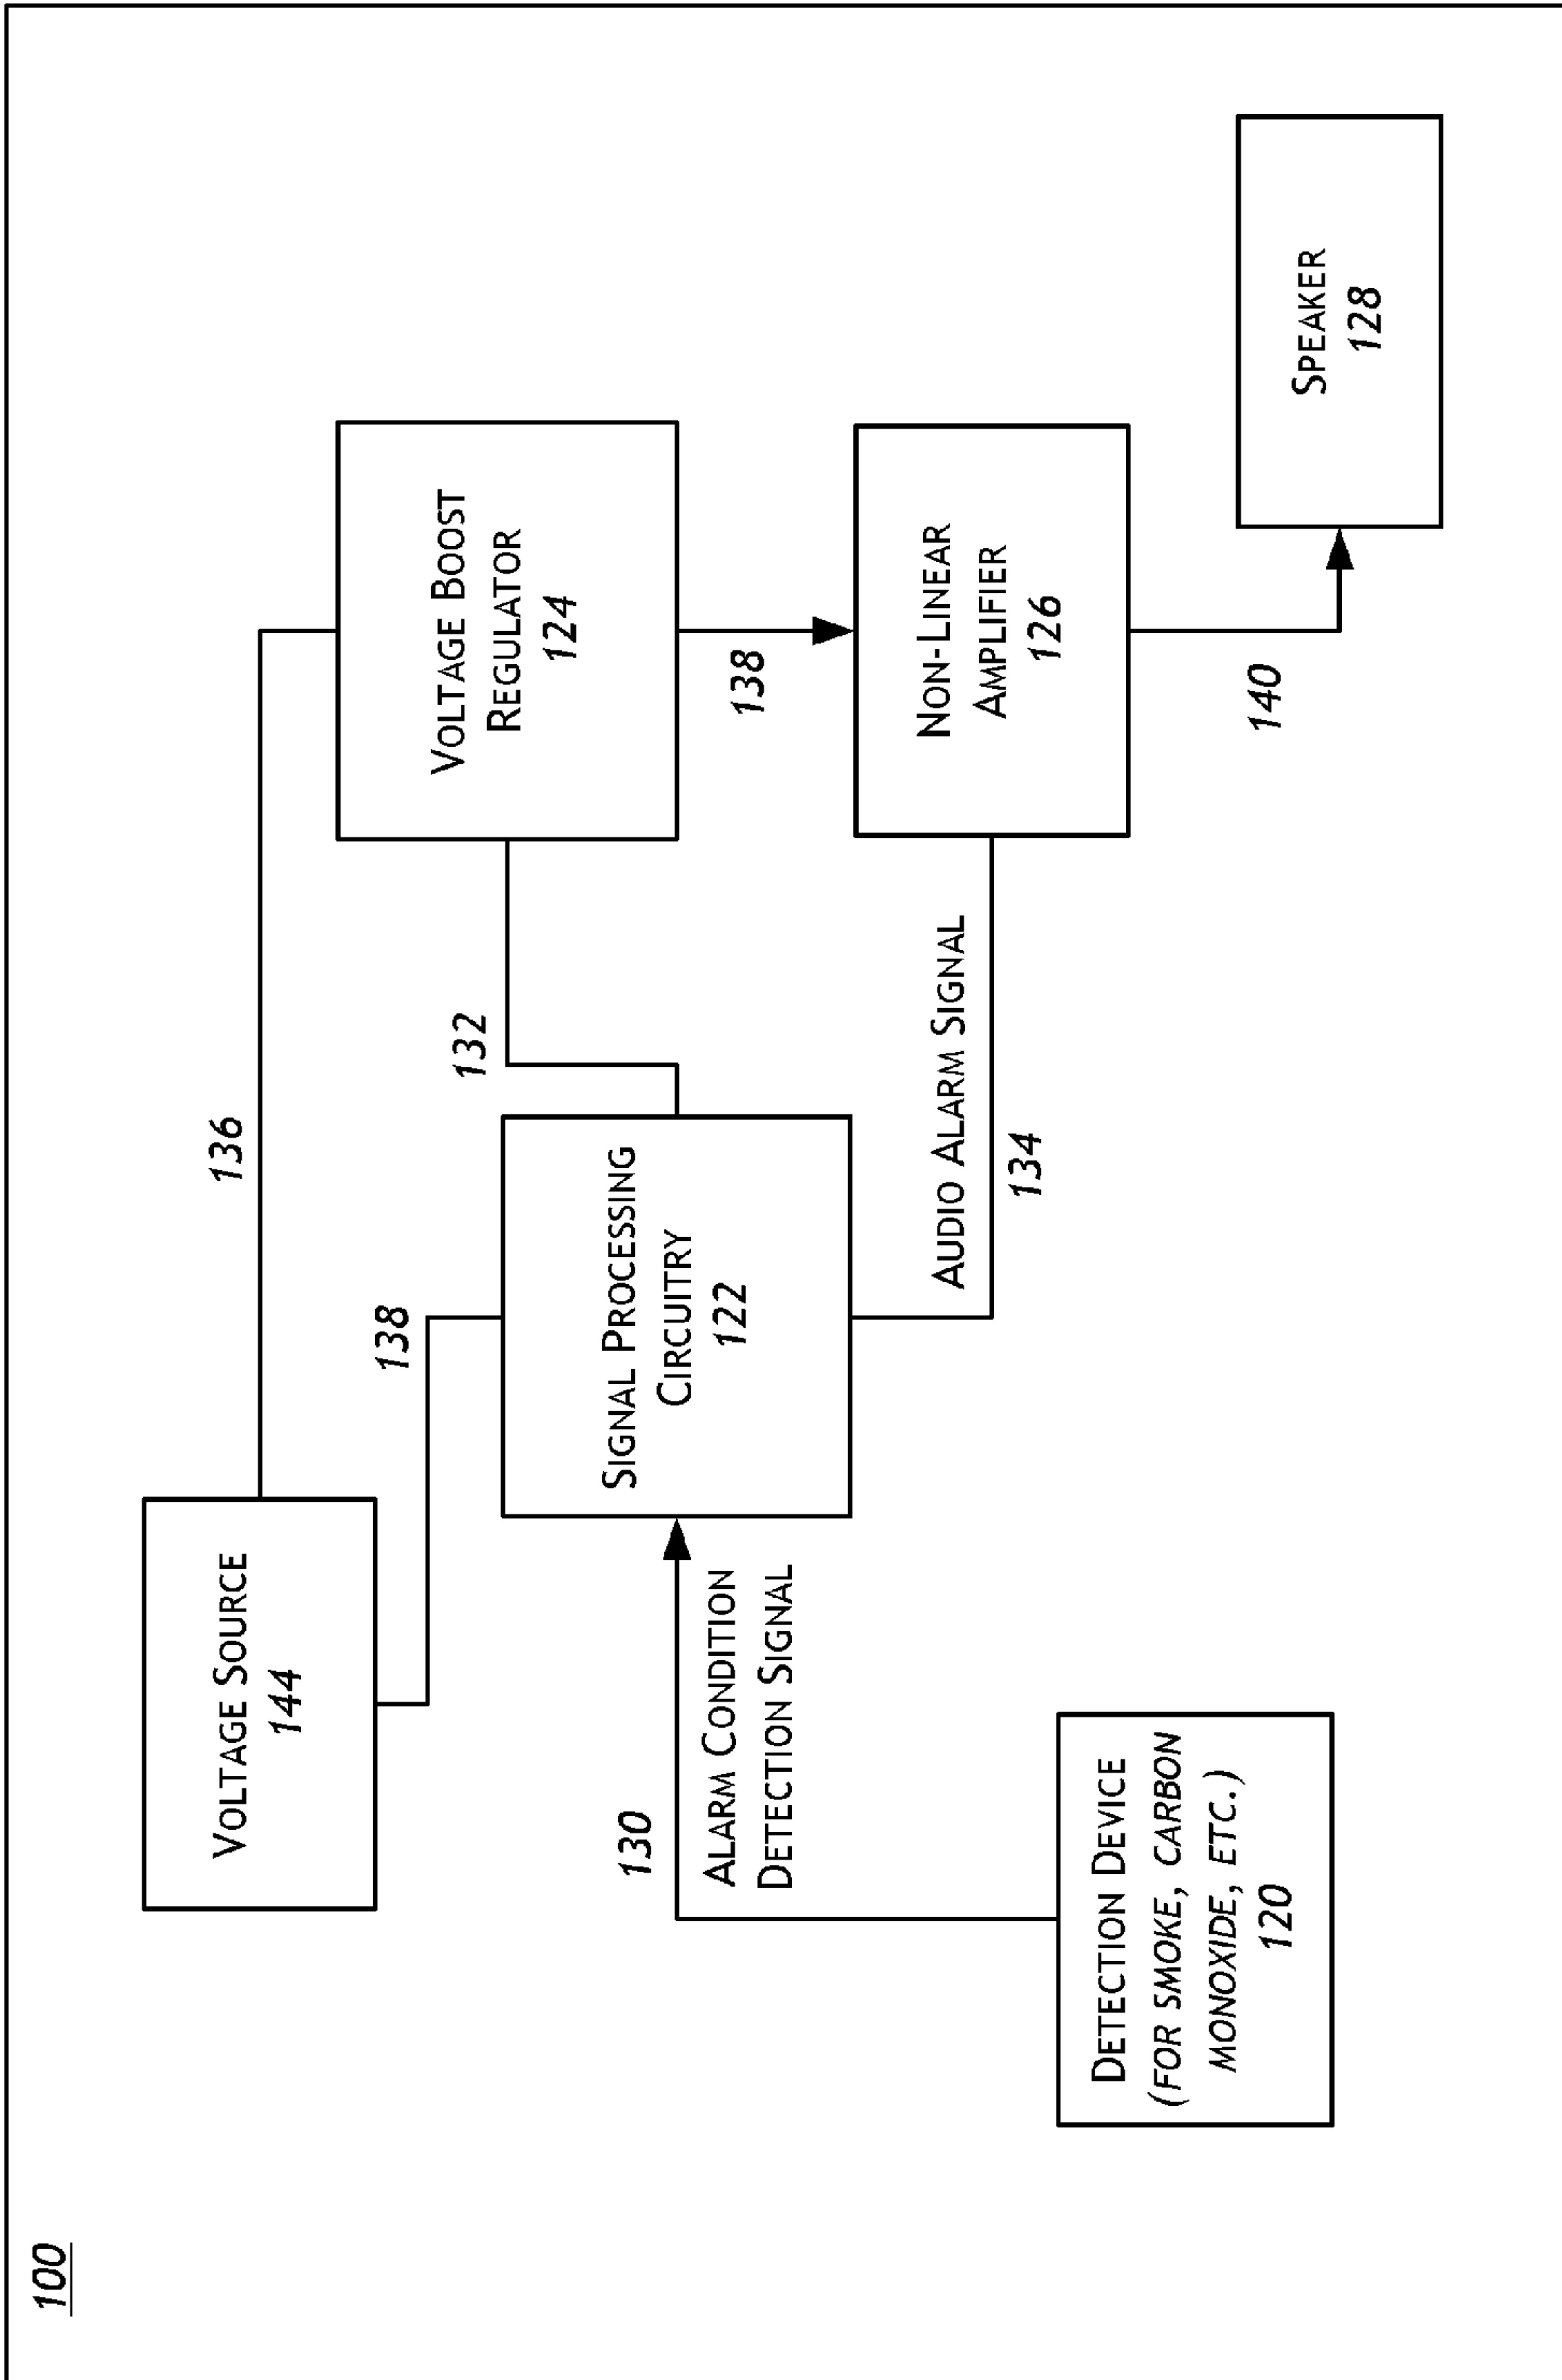 100
VOLTAGE SOURCE
144
136
138
VOLTAGE BOOST
REGULATOR
124
132
SIGNAL PROCESSING
CIRCUITRY
122
130
ALARM CONDITION
DETECTION SIGNAL
138
AUDIO ALARM SIGNAL
134
NON-LINEAR
AMPLIFIER
126
DETECTION DEVICE
(FOR SMOKE, CARBON
MONOXIDE, ETC.)
120
140
SPEAKER
128